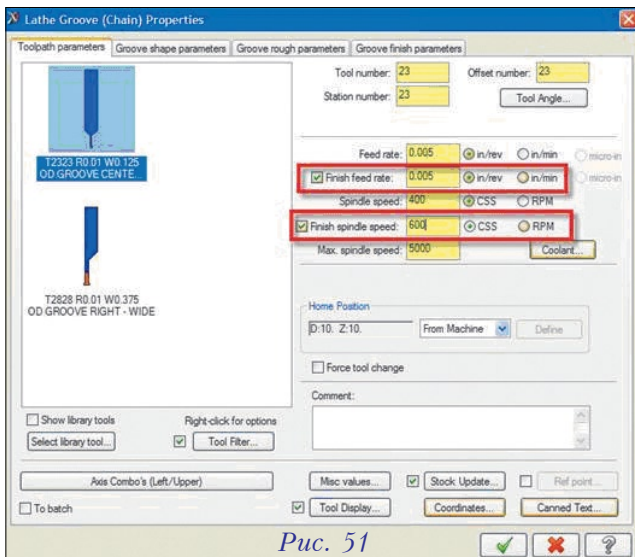 Lathe Groove (Chain) Properties
Toolpath parameters Groove shape parameters Groove rough parameters Groove finish parameters
Tool number: 23 Offset number: 23
Station number: 23 Tool Angle...
T2323 R0.01 W0.125
OD GROOVE CENTE...
Feed rate: 0.005 in/rev in/min micro-in
Finish feed rate: 0.005 in/rev in/min micro-in
Spindle speed: 400 CSS RPM
Finish spindle speed: 600 CSS RPM
Max. spindle speed: 5000 Coolant...
T2828 R0.01 W0.375
OD GROOVE RIGHT - WIDE
Home Position
D:10. Z:10. From Machine Define
Force tool change
Comment:
Show library tools Right-click for options
Select library tool... Tool Filter...
Axis Combo's (Left/Upper) Misc values... Stock Update... Ref point...
To batch Tool Display... Coordinates... Canned Text...
Рис. 51